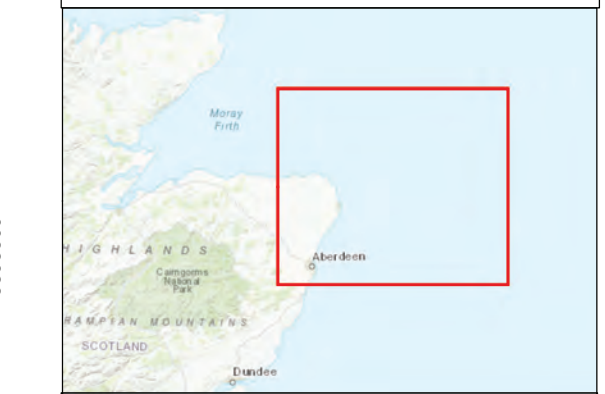 Moray
Firth
HIGHLANDS
Aberdeen
Cairngorms
National
Park
GRAMPIAN MOUNTAINS
SCOTLAND
Dundee